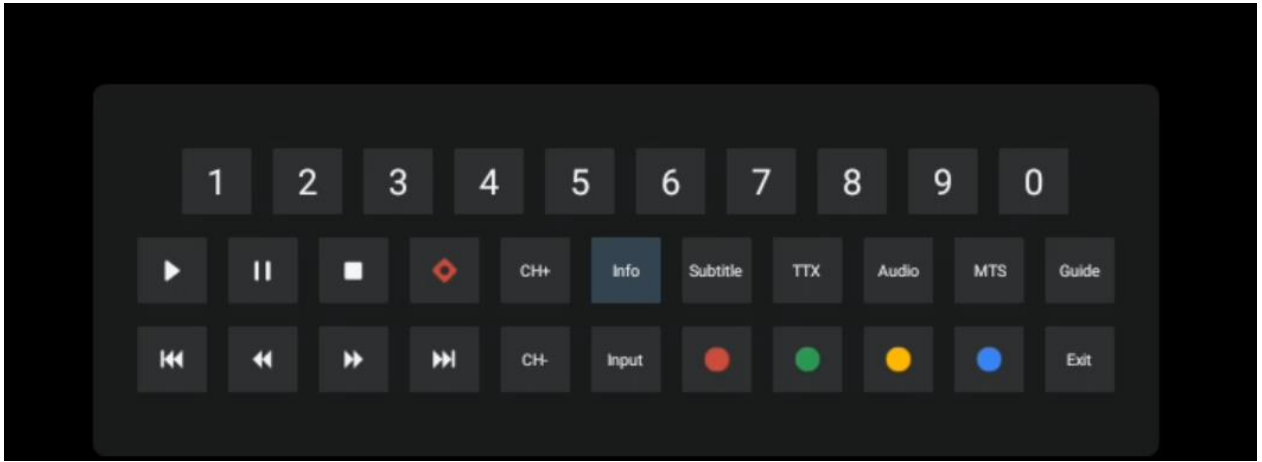 1 2 3 4 5 6 7 8 9 0
CH+ Info Subtitle TTX Audio MTS Guide
CH- Input Exit